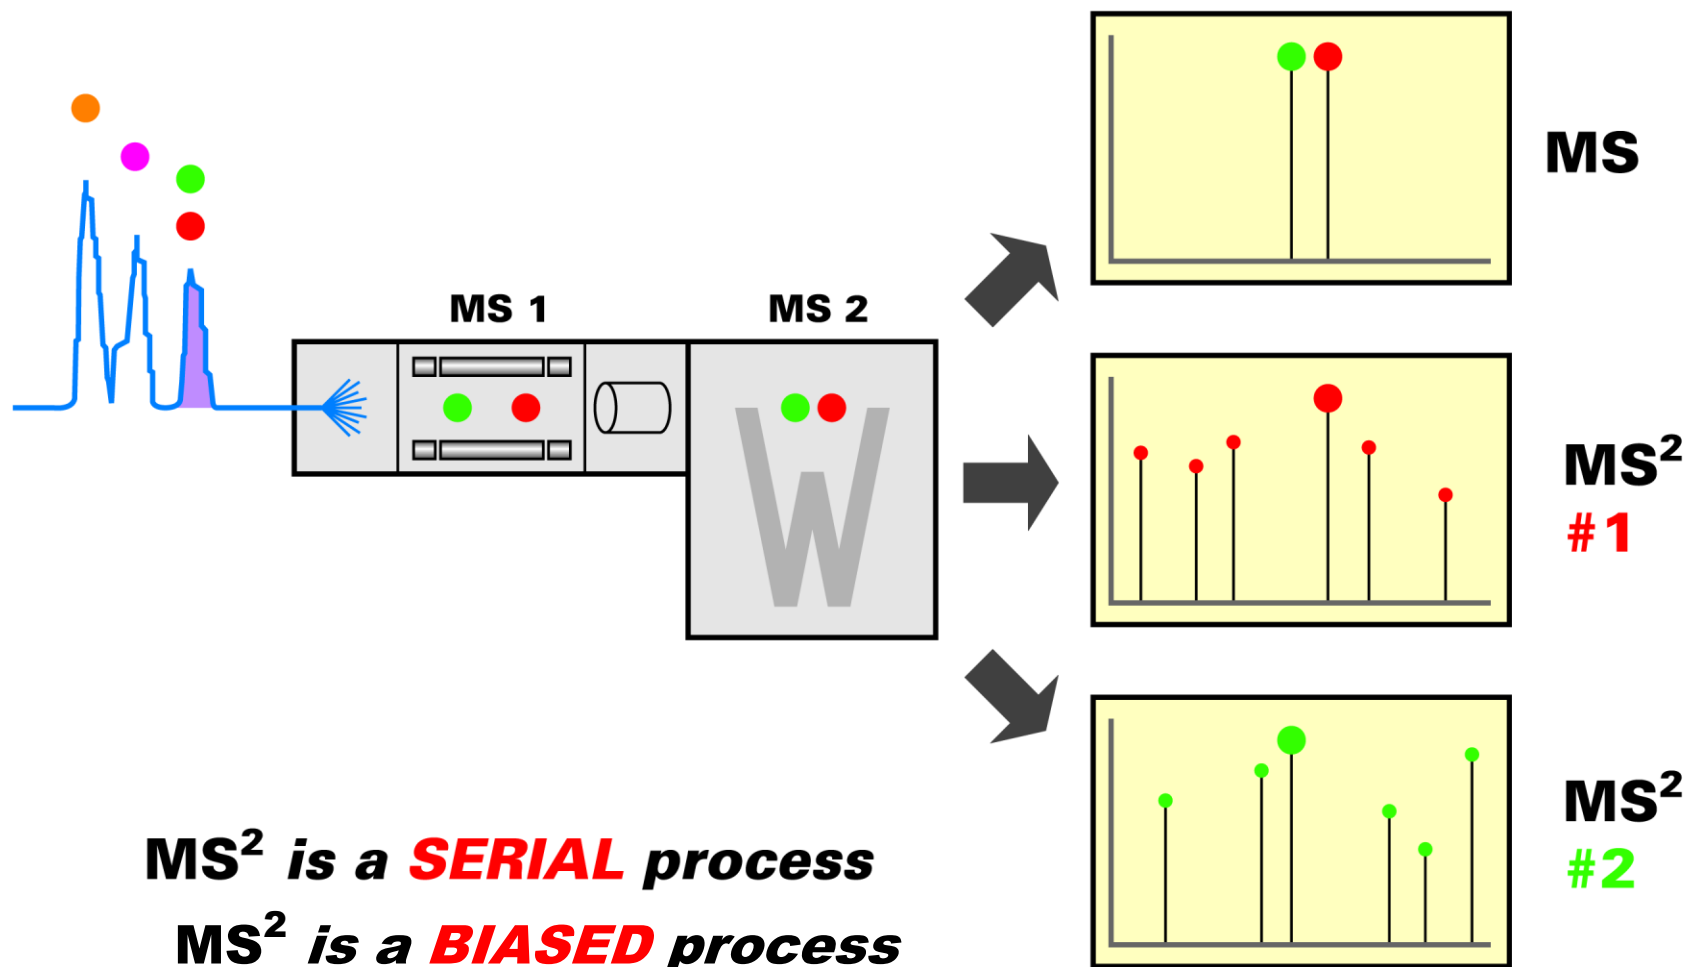 MS
MS 1
MS 2
W
MS²
#1
MS²
#2
MS² is a SERIAL process
MS² is a BIASED process